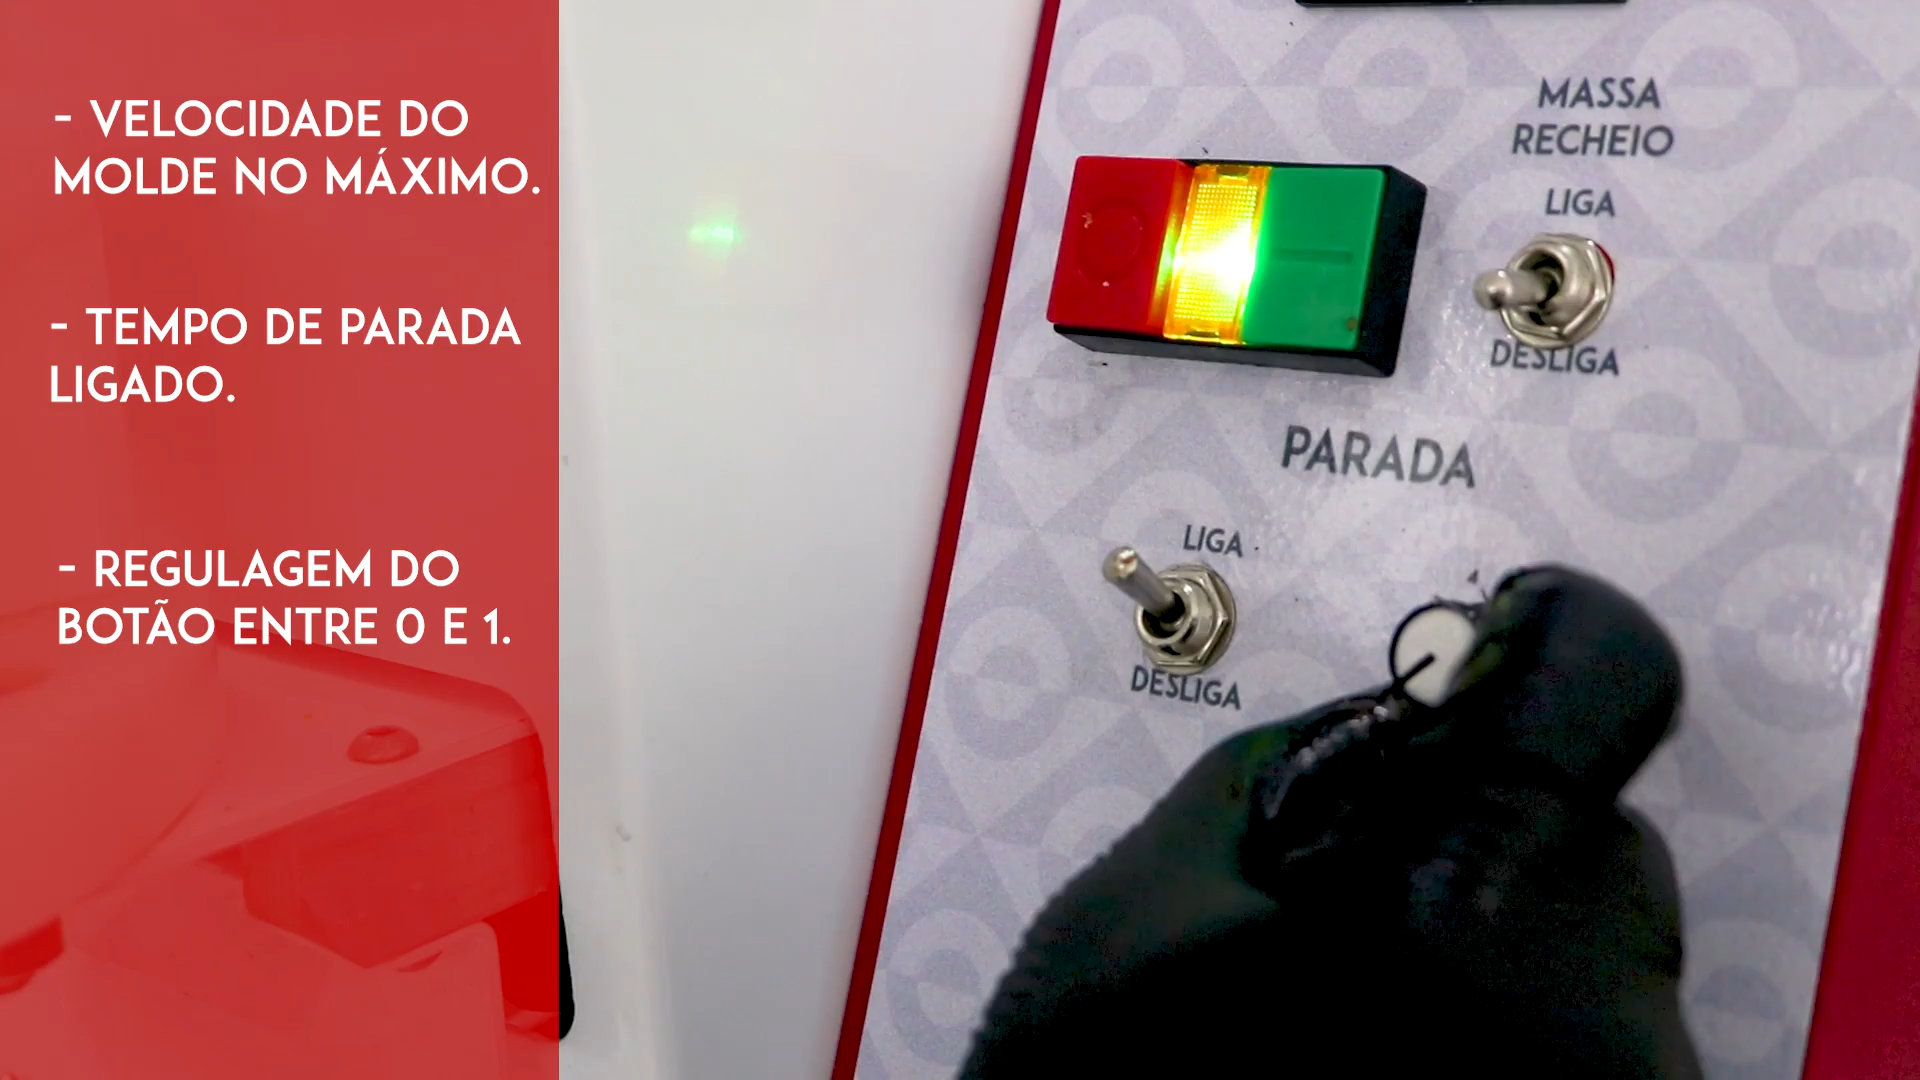 - VELOCIDADE DO
MOLDE NO MÁXIMO.
- TEMPO DE PARADA
LIGADO.
- REGULAGEM DO
BOTÃO ENTRE 0 E 1.
MASSA
RECHEIO
LIGA
DESLIGA
PARADA
LIGA
DESLIGA
4